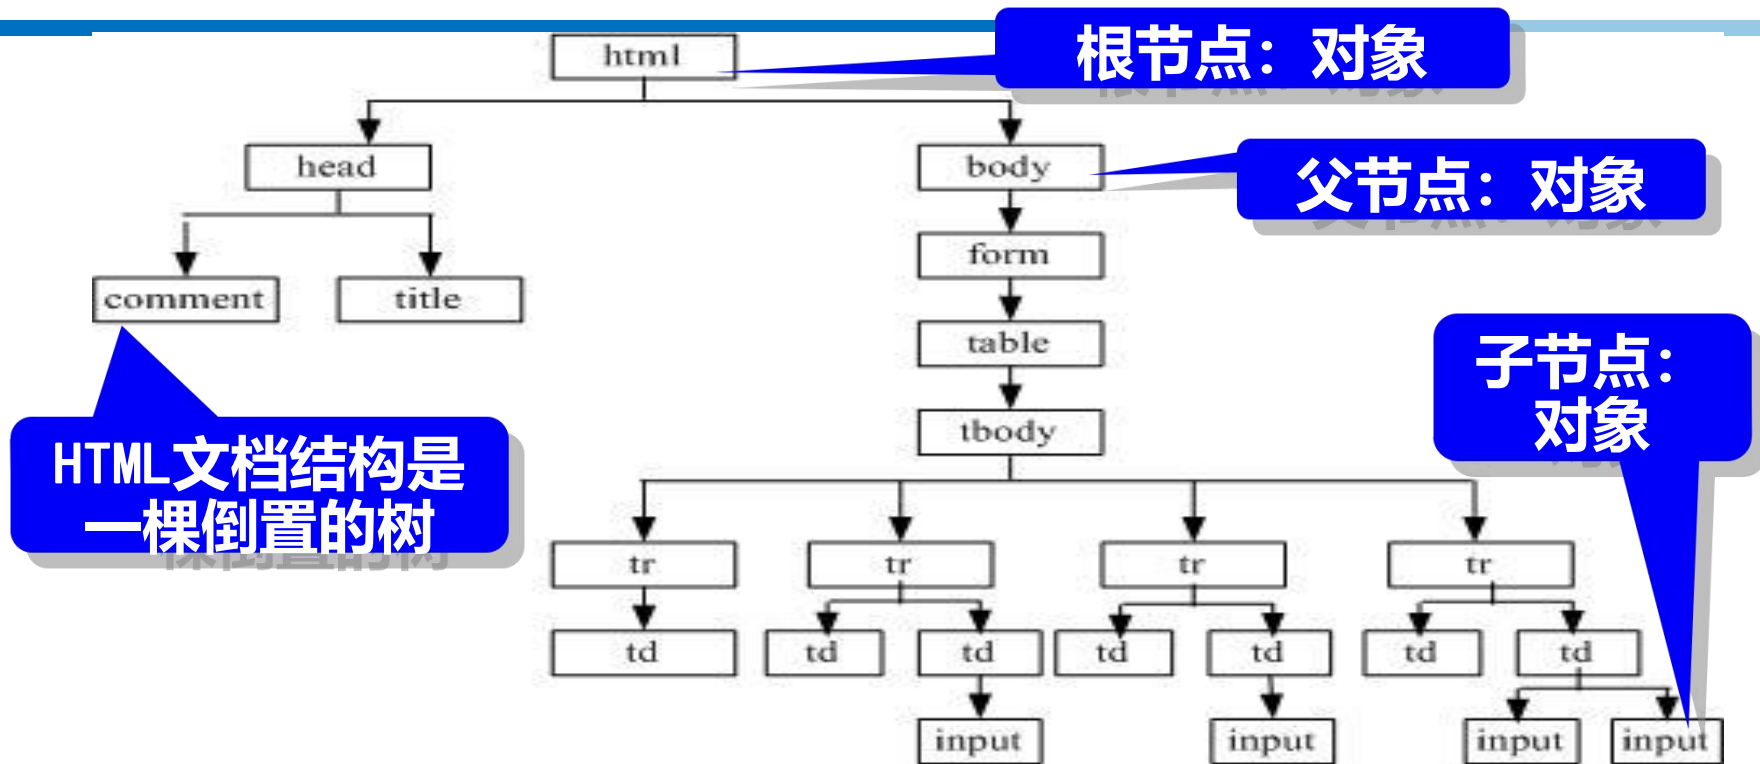 html
根节点：对象
head
body
父节点：对象
form
comment
title
table
子节点：
对象
tbody
HTML文档结构是
一棵倒置的树
tr
tr
tr
tr
td
td
td
td
td
td
td
input
input
input
input